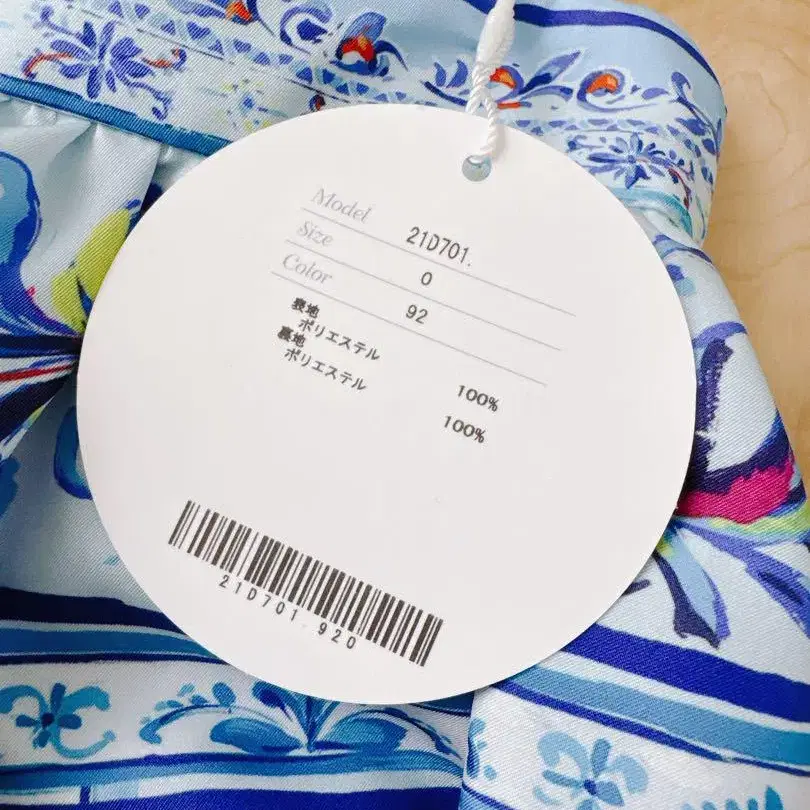 Model 21D701.
Size 0
Color 92
表地
ポリエステル 100%
裏地
ポリエステル 100%
21D701.920